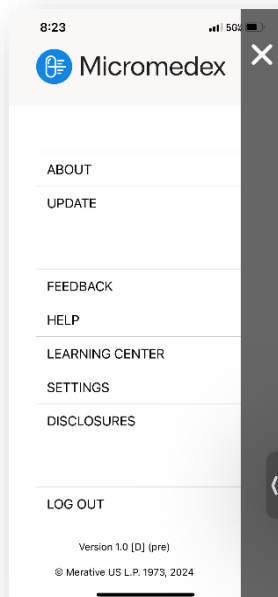 8:23
5G
Micromedex
ABOUT
UPDATE
FEEDBACK
HELP
LEARNING CENTER
SETTINGS
DISCLOSURES
LOG OUT
Version 1.0 [D] (pre)
© Merative US L.P. 1973, 2024